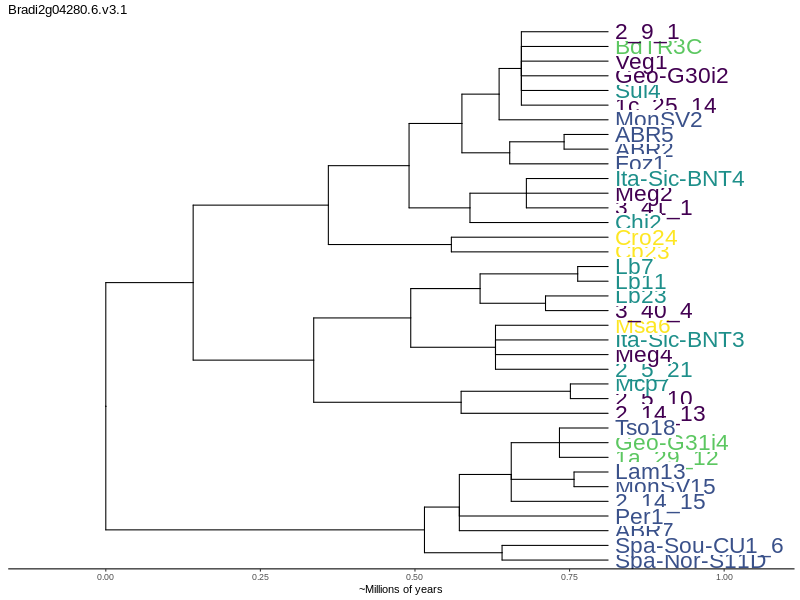 Bradi2g04280.6.v3.1
2_9_1
BdTR3C
Veg1
Geo-G30i2
Sul4
1c_25_14
MonSV2
ABR5
ABR2
Foz1
Ita-Sic-BNT4
Meg2
3_41_1
Chi2
Cro24
Cb23
Lb7
Lb11
Lb23
3_40_4
Msa6
Ita-Sic-BNT3
Meg4
2_5_21
Mcp7
2_5_10
2_14_13
Tso18
Geo-G31i4
1a_29_12
Lam13
MonSV15
2_14_15
Per1
ABR7
Spa-Sou-CU1_6
Spa-Nor-S11D
0.00 0.25 0.50 0.75 1.00
~Millions of years